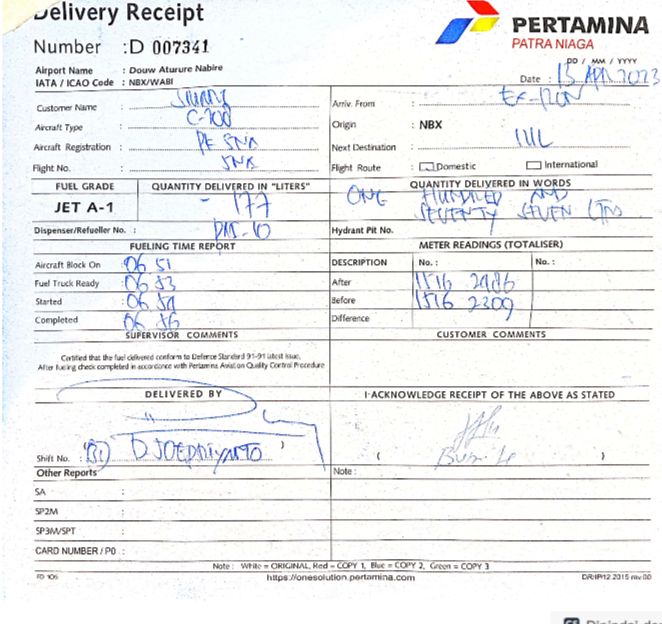 Delivery Receipt
PERTAMINA
PATRA NIAGA
Number : D 007341
Airport Name : Douw Aturure Nabire
IATA / ICAO Code : NBX/WABI
DD / MM / YYYY
Date : 15 APR 2023
Customer Name :
Arriv. From :
Aircraft Type :
Origin : NBX
Aircraft Registration : PK SNA
Next Destination : IUL
Flight No. : SNA
Flight Route : Domestic International
FUEL GRADE
QUANTITY DELIVERED IN "LITERS"
QUANTITY DELIVERED IN WORDS
JET A-1
- 177
ONE HUNDRED AND
SEVENTY SEVEN LTRS
Dispenser/Refueller No. :
Hydrant Pit No.
FUELING TIME REPORT
METER READINGS (TOTALISER)
Aircraft Block On : 06 51
DESCRIPTION No. : No. :
Fuel Truck Ready : 06 53
After 1516 2486
Started : 06 54
Before 1516 2309
Completed : 06 56
Difference
SUPERVISOR COMMENTS
CUSTOMER COMMENTS
Certified that the fuel delivered conform to Defence Standard 91-91 latest issue,
After fueling check completed in accordance with Pertamina Aviation Quality Control Procedure
DELIVERED BY
I ACKNOWLEDGE RECEIPT OF THE ABOVE AS STATED
Shift No. : ( )
( )
Other Reports
Note :
SA :
SP2M :
SP3M/SPT :
CARD NUMBER / PO :
Note : White = ORIGINAL, Red = COPY 1, Blue = COPY 2, Green = COPY 3
FD 106
https://onesolution.pertamina.com